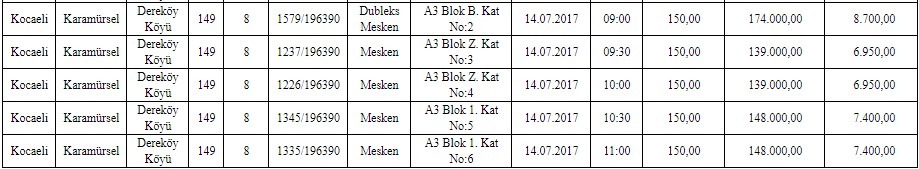 Kocaeli Karamürsel Dereköy Köyü 149 8 1579/196390 Dubleks Mesken A3 Blok B. Kat No:2 14.07.2017 09:00 150,00 174.000,00 8.700,00
Kocaeli Karamürsel Dereköy Köyü 149 8 1237/196390 Mesken A3 Blok Z. Kat No:3 14.07.2017 09:30 150,00 139.000,00 6.950,00
Kocaeli Karamürsel Dereköy Köyü 149 8 1226/196390 Mesken A3 Blok Z. Kat No:4 14.07.2017 10:00 150,00 139.000,00 6.950,00
Kocaeli Karamürsel Dereköy Köyü 149 8 1345/196390 Mesken A3 Blok 1. Kat No:5 14.07.2017 10:30 150,00 148.000,00 7.400,00
Kocaeli Karamürsel Dereköy Köyü 149 8 1335/196390 Mesken A3 Blok 1. Kat No:6 14.07.2017 11:00 150,00 148.000,00 7.400,00